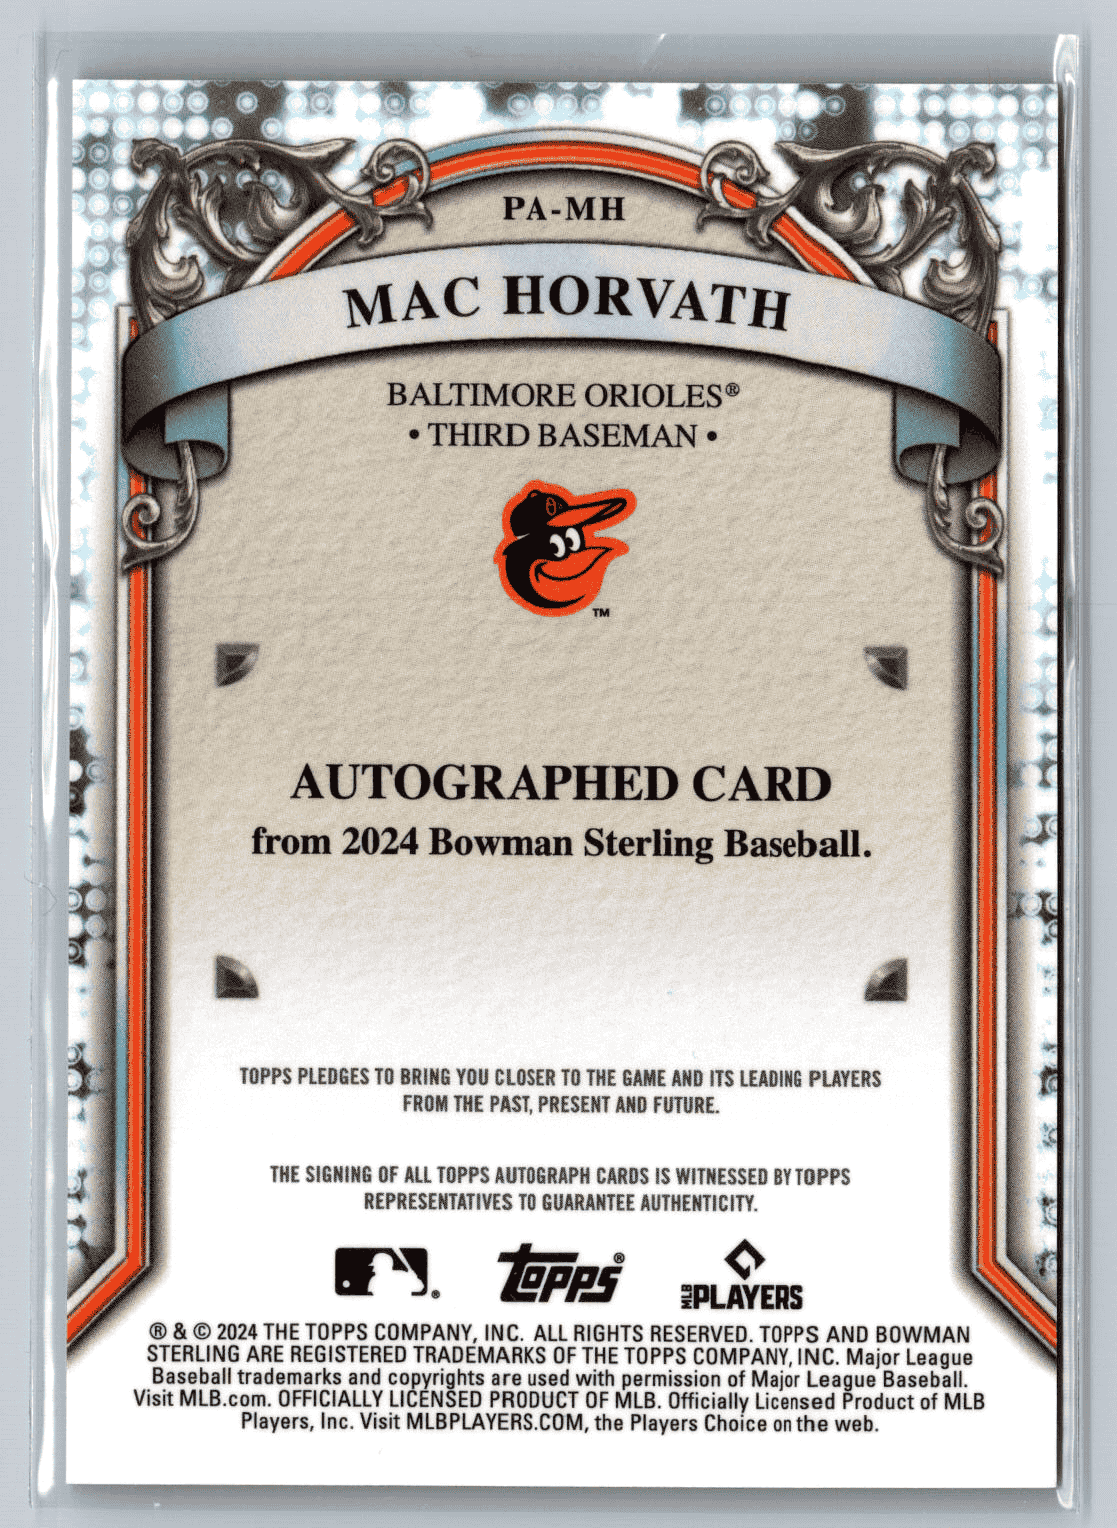 PA-MH
MAC HORVATH
BALTIMORE ORIOLES®
• THIRD BASEMAN •
TM
AUTOGRAPHED CARD
from 2024 Bowman Sterling Baseball.
TOPPS PLEDGES TO BRING YOU CLOSER TO THE GAME AND ITS LEADING PLAYERS
FROM THE PAST, PRESENT AND FUTURE.
THE SIGNING OF ALL TOPPS AUTOGRAPH CARDS IS WITNESSED BY TOPPS
REPRESENTATIVES TO GUARANTEE AUTHENTICITY.
® topps® MLB PLAYERS
® & © 2024 THE TOPPS COMPANY, INC. ALL RIGHTS RESERVED. TOPPS AND BOWMAN
STERLING ARE REGISTERED TRADEMARKS OF THE TOPPS COMPANY, INC. Major League
Baseball trademarks and copyrights are used with permission of Major League Baseball.
Visit MLB.com. OFFICIALLY LICENSED PRODUCT OF MLB. Officially Licensed Product of MLB
Players, Inc. Visit MLBPLAYERS.COM, the Players Choice on the web.